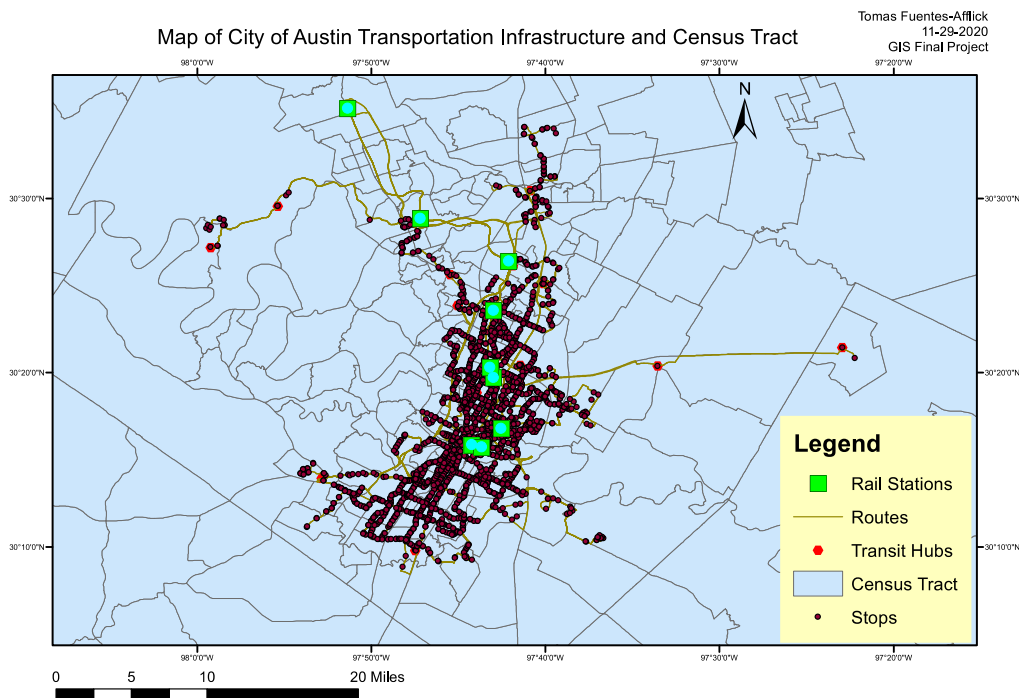 Tomas Fuentes-Afflick
11-29-2020
GIS Final Project
Map of City of Austin Transportation Infrastructure and Census Tract
98°0'0"W 97°50'0"W 97°40'0"W 97°30'0"W 97°20'0"W
N
30°30'0"N 30°30'0"N
30°20'0"N 30°20'0"N
30°10'0"N 30°10'0"N
Legend
Rail Stations
Routes
Transit Hubs
Census Tract
Stops
98°0'0"W 97°50'0"W 97°40'0"W 97°30'0"W 97°20'0"W
0 5 10 20 Miles